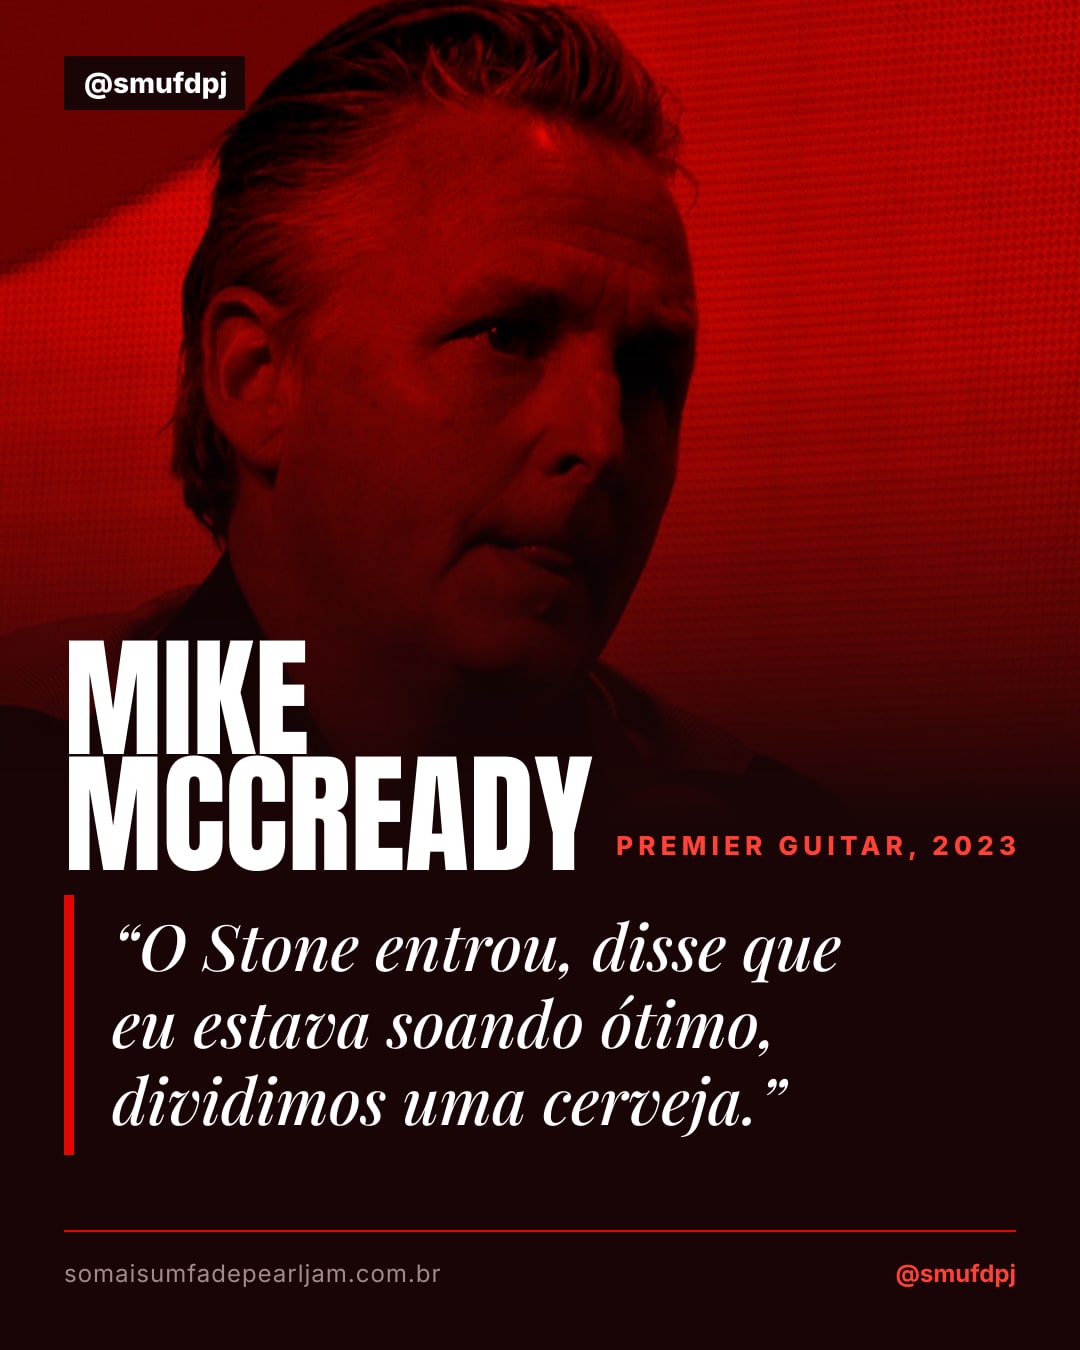 @smufdpj
MIKE
MCCREADY
PREMIER GUITAR, 2023
“O Stone entrou, disse que
eu estava soando ótimo,
dividimos uma cerveja.”
somaisumfadepearljam.com.br
@smufdpj